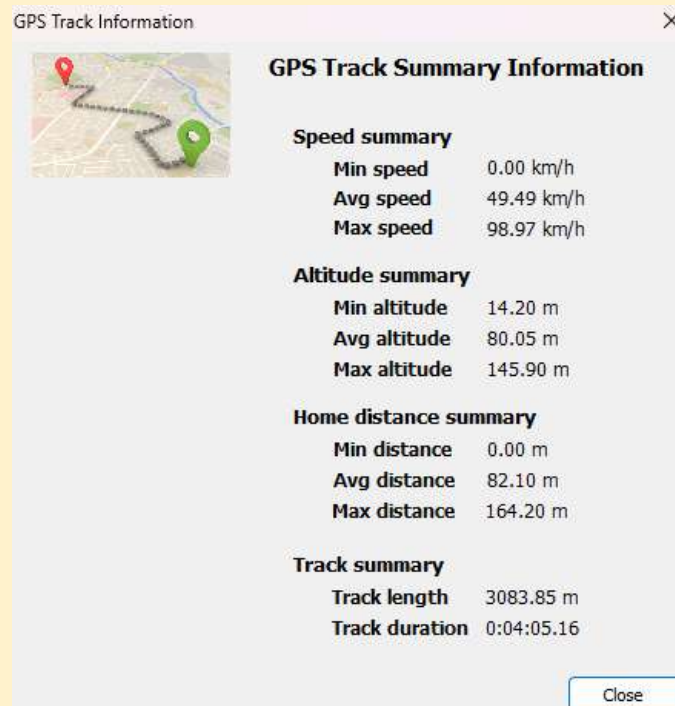 GPS Track Information
GPS Track Summary Information
Speed summary
Min speed 0.00 km/h
Avg speed 49.49 km/h
Max speed 98.97 km/h
Altitude summary
Min altitude 14.20 m
Avg altitude 80.05 m
Max altitude 145.90 m
Home distance summary
Min distance 0.00 m
Avg distance 82.10 m
Max distance 164.20 m
Track summary
Track length 3083.85 m
Track duration 0:04:05.16
Close